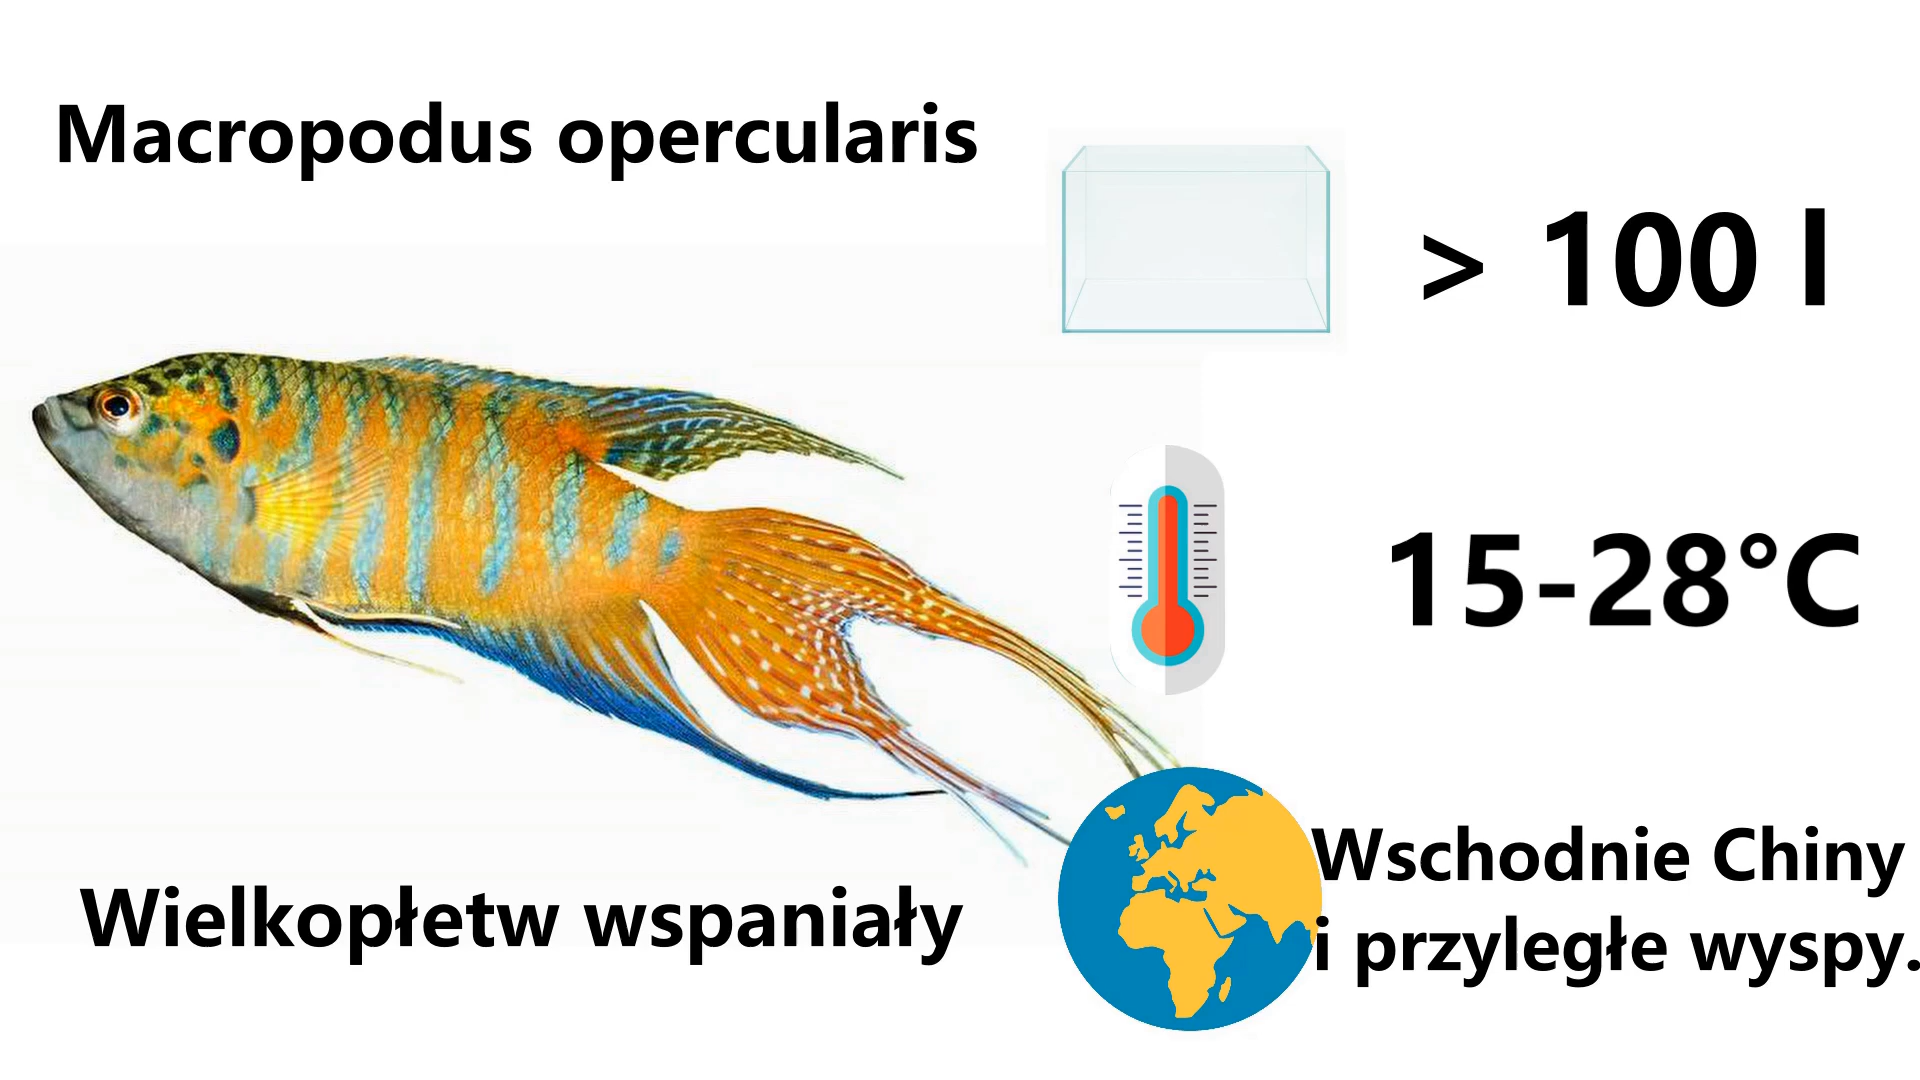 Macropodus opercularis
> 100 l
15-28°C
Wielkopłetw wspaniały
Wschodnie Chiny
i przyległe wyspy.